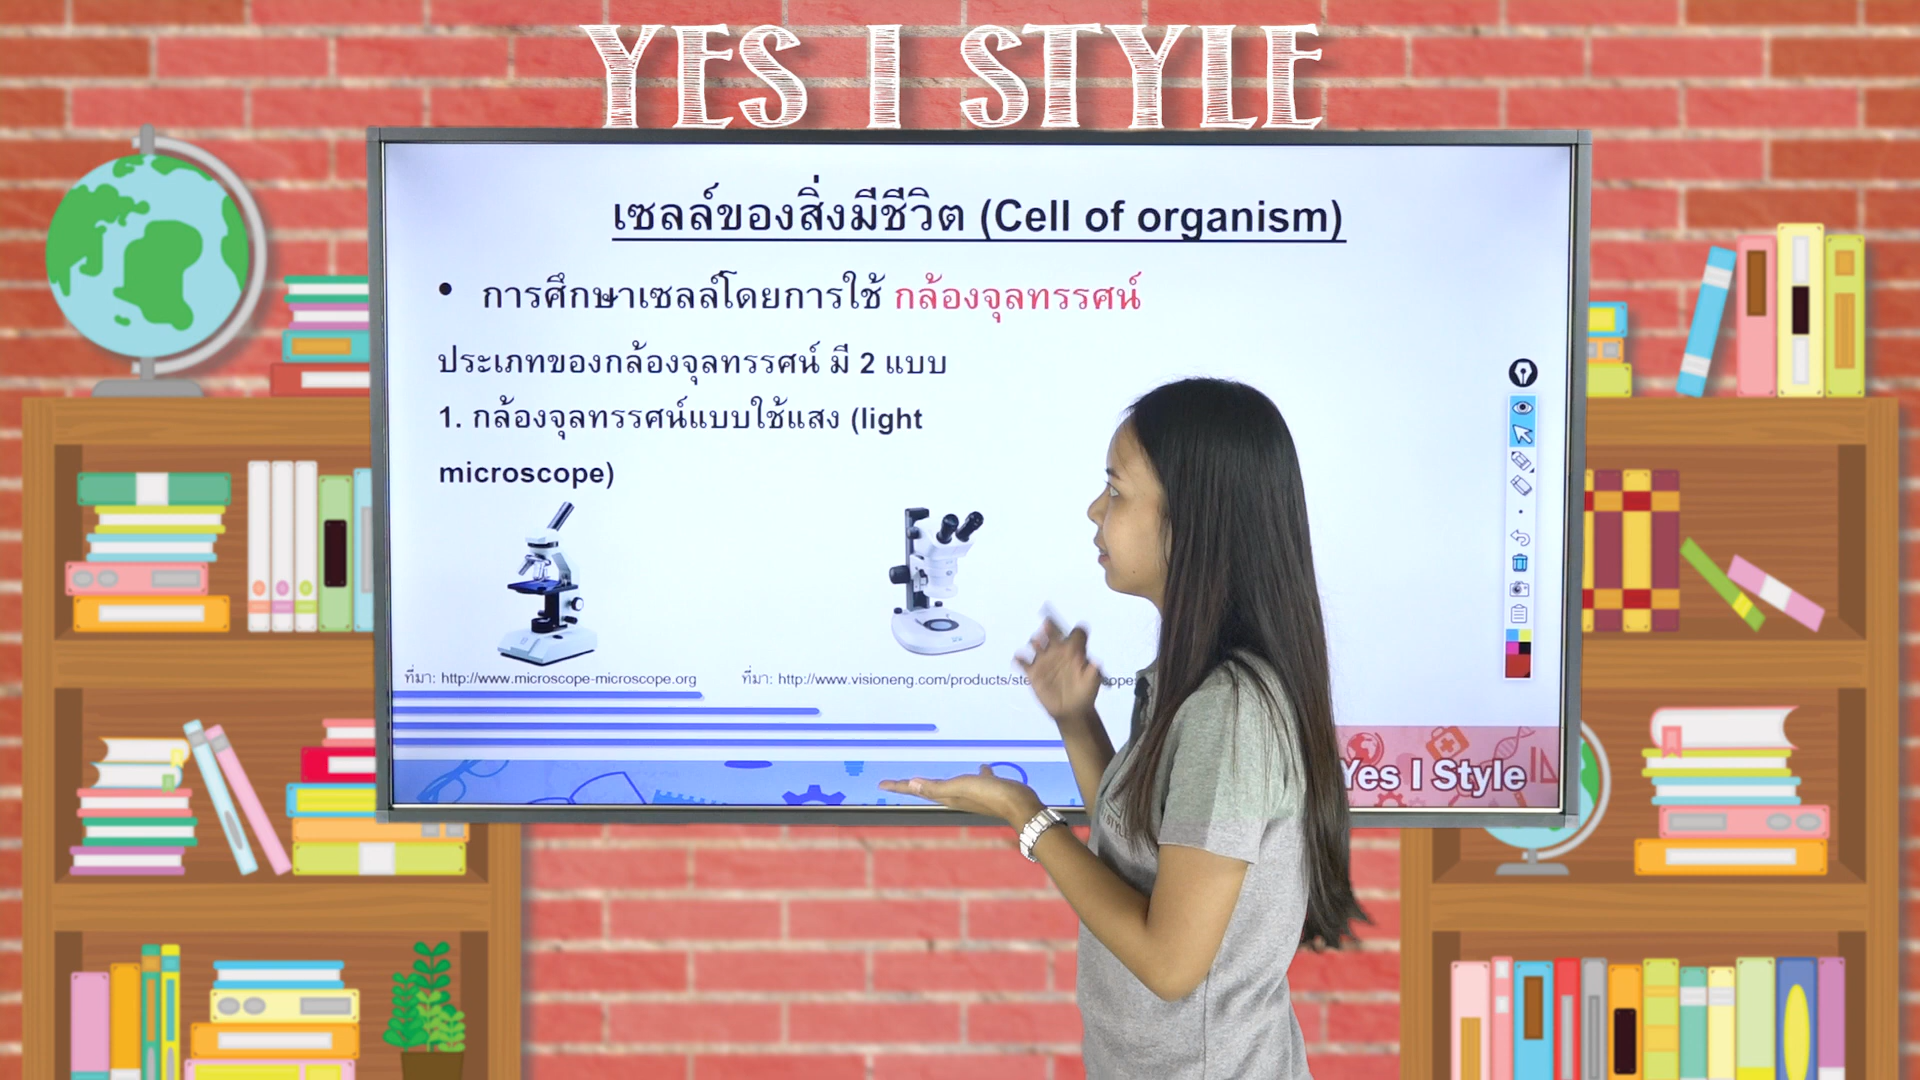 YES I STYLE
เซลล์ของสิ่งมีชีวิต (Cell of organism)
• การศึกษาเซลล์โดยการใช้ กล้องจุลทรรศน์
ประเภทของกล้องจุลทรรศน์ มี 2 แบบ
1. กล้องจุลทรรศน์แบบใช้แสง (light
microscope)
ที่มา: http://www.microscope-microscope.org
ที่มา: http://www.visioneng.com/products/
Yes I Style